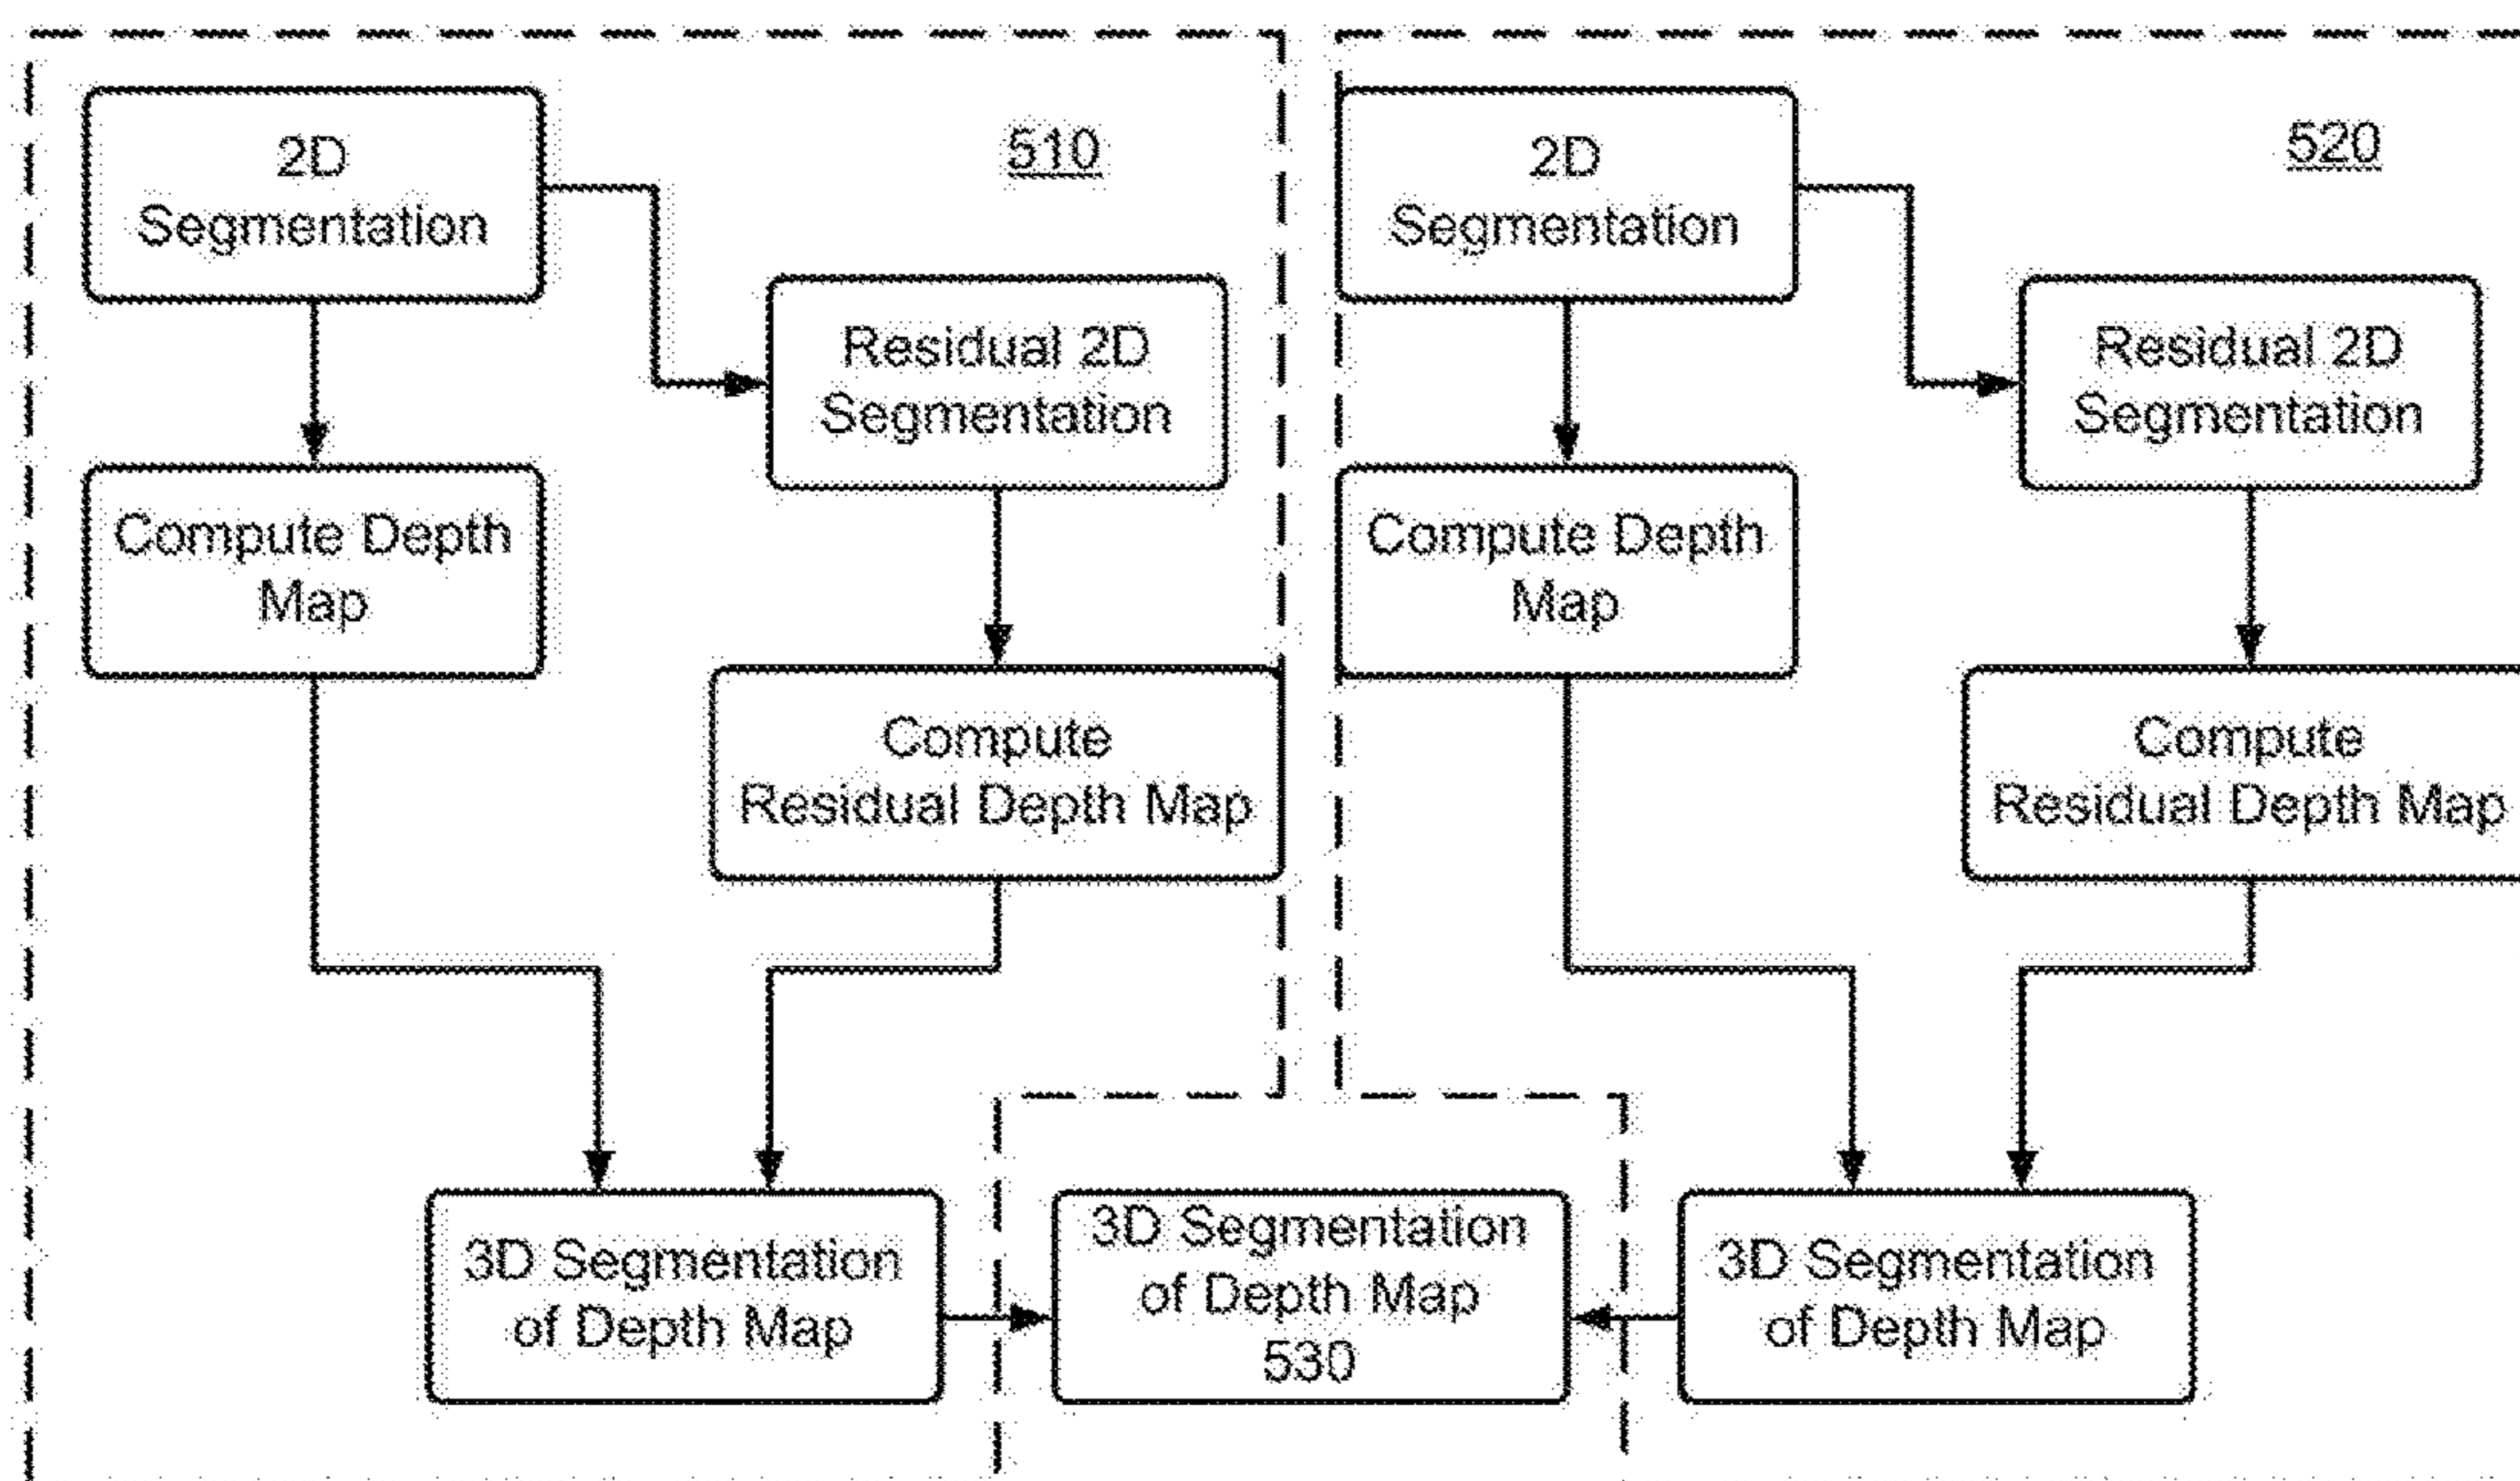 2D
Segmentation
510
Residual 2D
Segmentation
Compute Depth
Map
Compute
Residual Depth Map
3D Segmentation
of Depth Map
2D
Segmentation
520
Residual 2D
Segmentation
Compute Depth
Map
Compute
Residual Depth Map
3D Segmentation
of Depth Map
3D Segmentation
of Depth Map
530